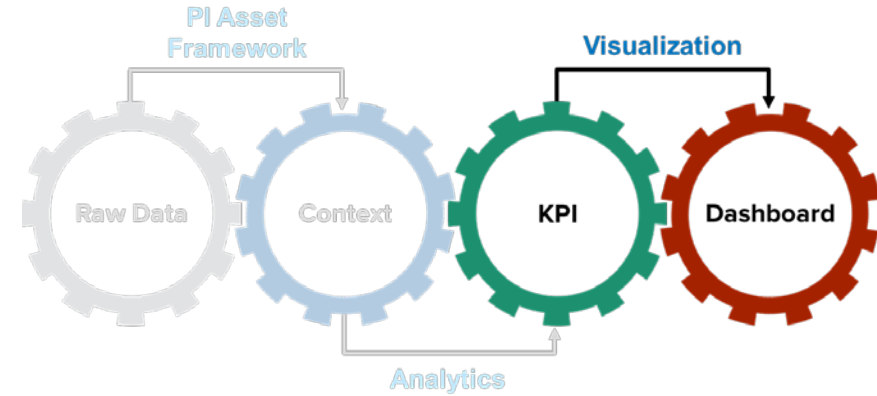 PI Asset
Framework
Visualization
Raw Data
Context
KPI
Dashboard
Analytics